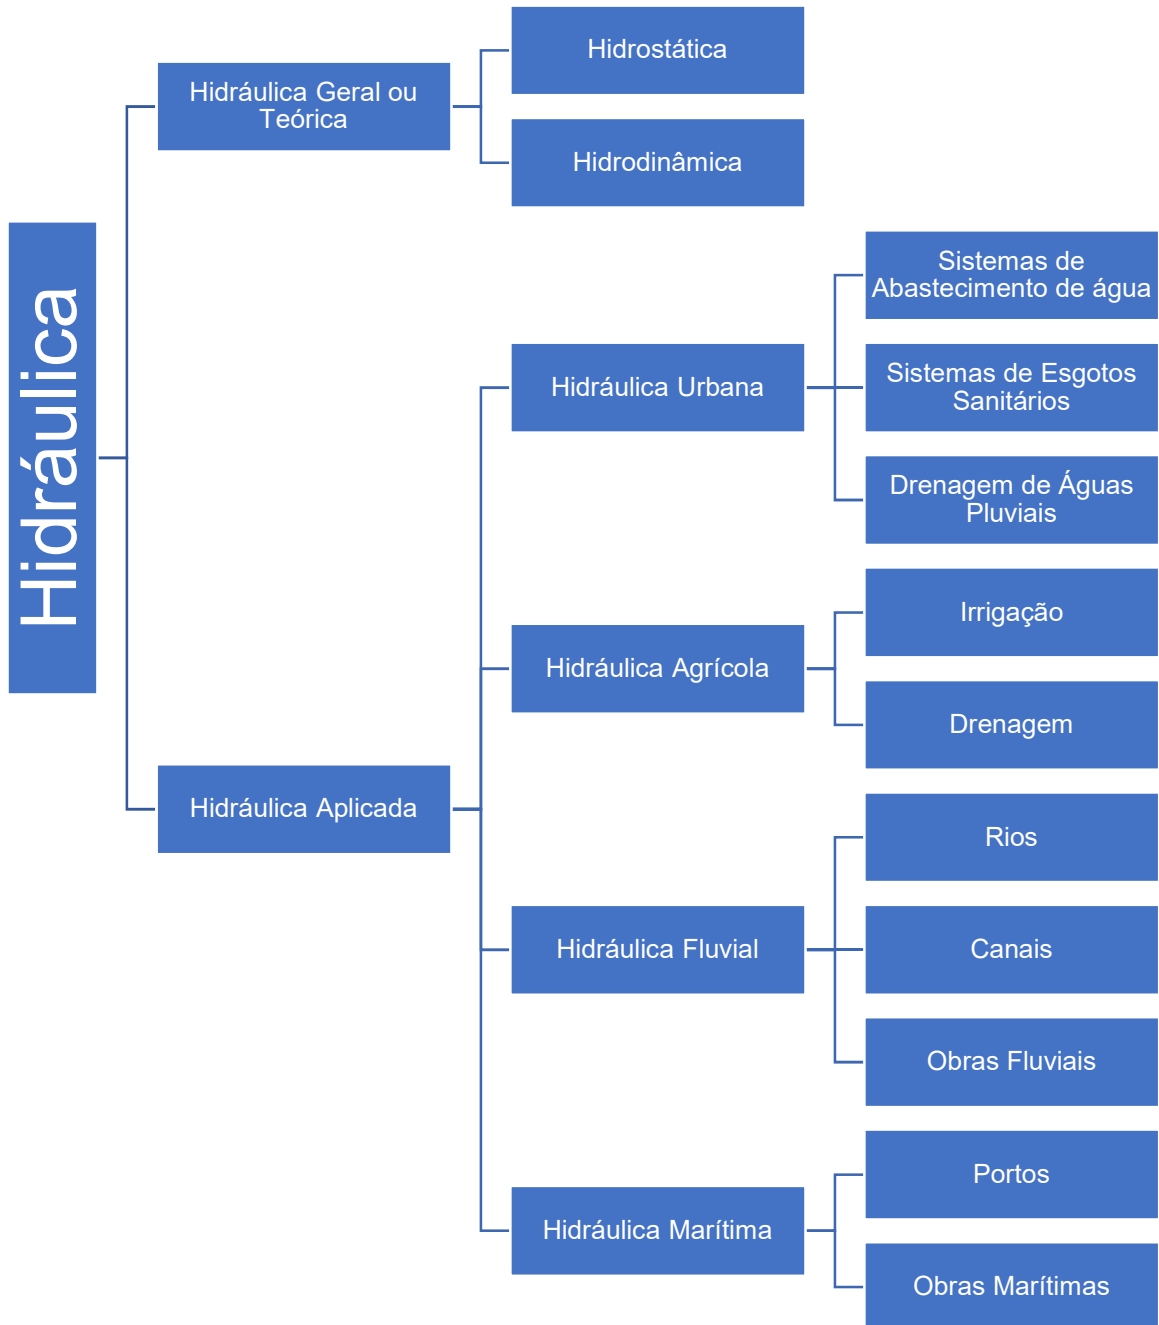 Hidráulica
Hidráulica Geral ou
Teórica
Hidrostática
Hidrodinâmica
Hidráulica Aplicada
Hidráulica Urbana
Sistemas de
Abastecimento de água
Sistemas de Esgotos
Sanitários
Drenagem de Águas
Pluviais
Hidráulica Agrícola
Irrigação
Drenagem
Hidráulica Fluvial
Rios
Canais
Obras Fluviais
Hidráulica Marítima
Portos
Obras Marítimas